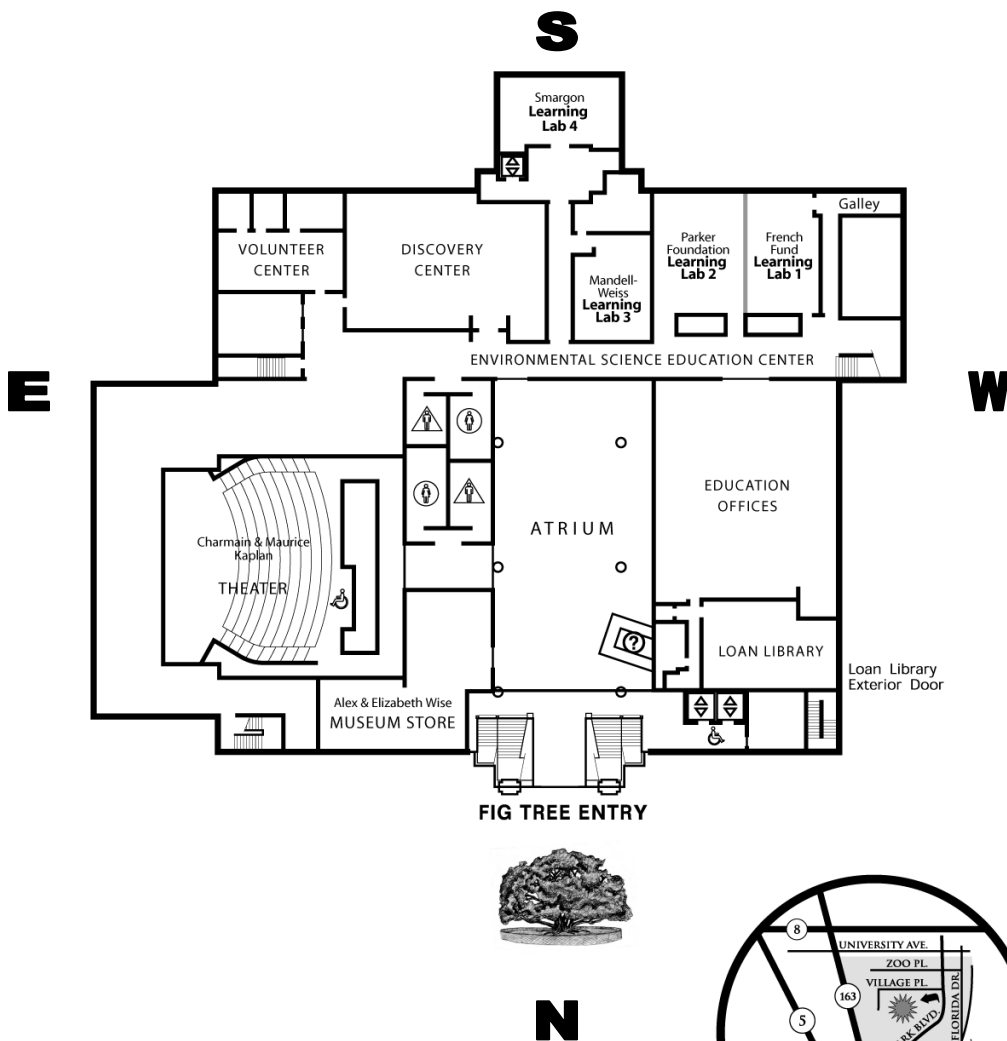 S
Smargon
Learning
Lab 4
Galley
VOLUNTEER
CENTER
DISCOVERY
CENTER
Parker
Foundation
Learning
Lab 2
French
Fund
Learning
Lab 1
Mandell-
Weiss
Learning
Lab 3
ENVIRONMENTAL SCIENCE EDUCATION CENTER
E
W
EDUCATION
OFFICES
ATRIUM
Charmain & Maurice
Kaplan
THEATER
?
LOAN LIBRARY
Loan Library
Exterior Door
Alex & Elizabeth Wise
MUSEUM STORE
FIG TREE ENTRY
N
8
UNIVERSITY AVE.
ZOO PL.
VILLAGE PL.
163
5
FLORIDA DR.
BLVD.